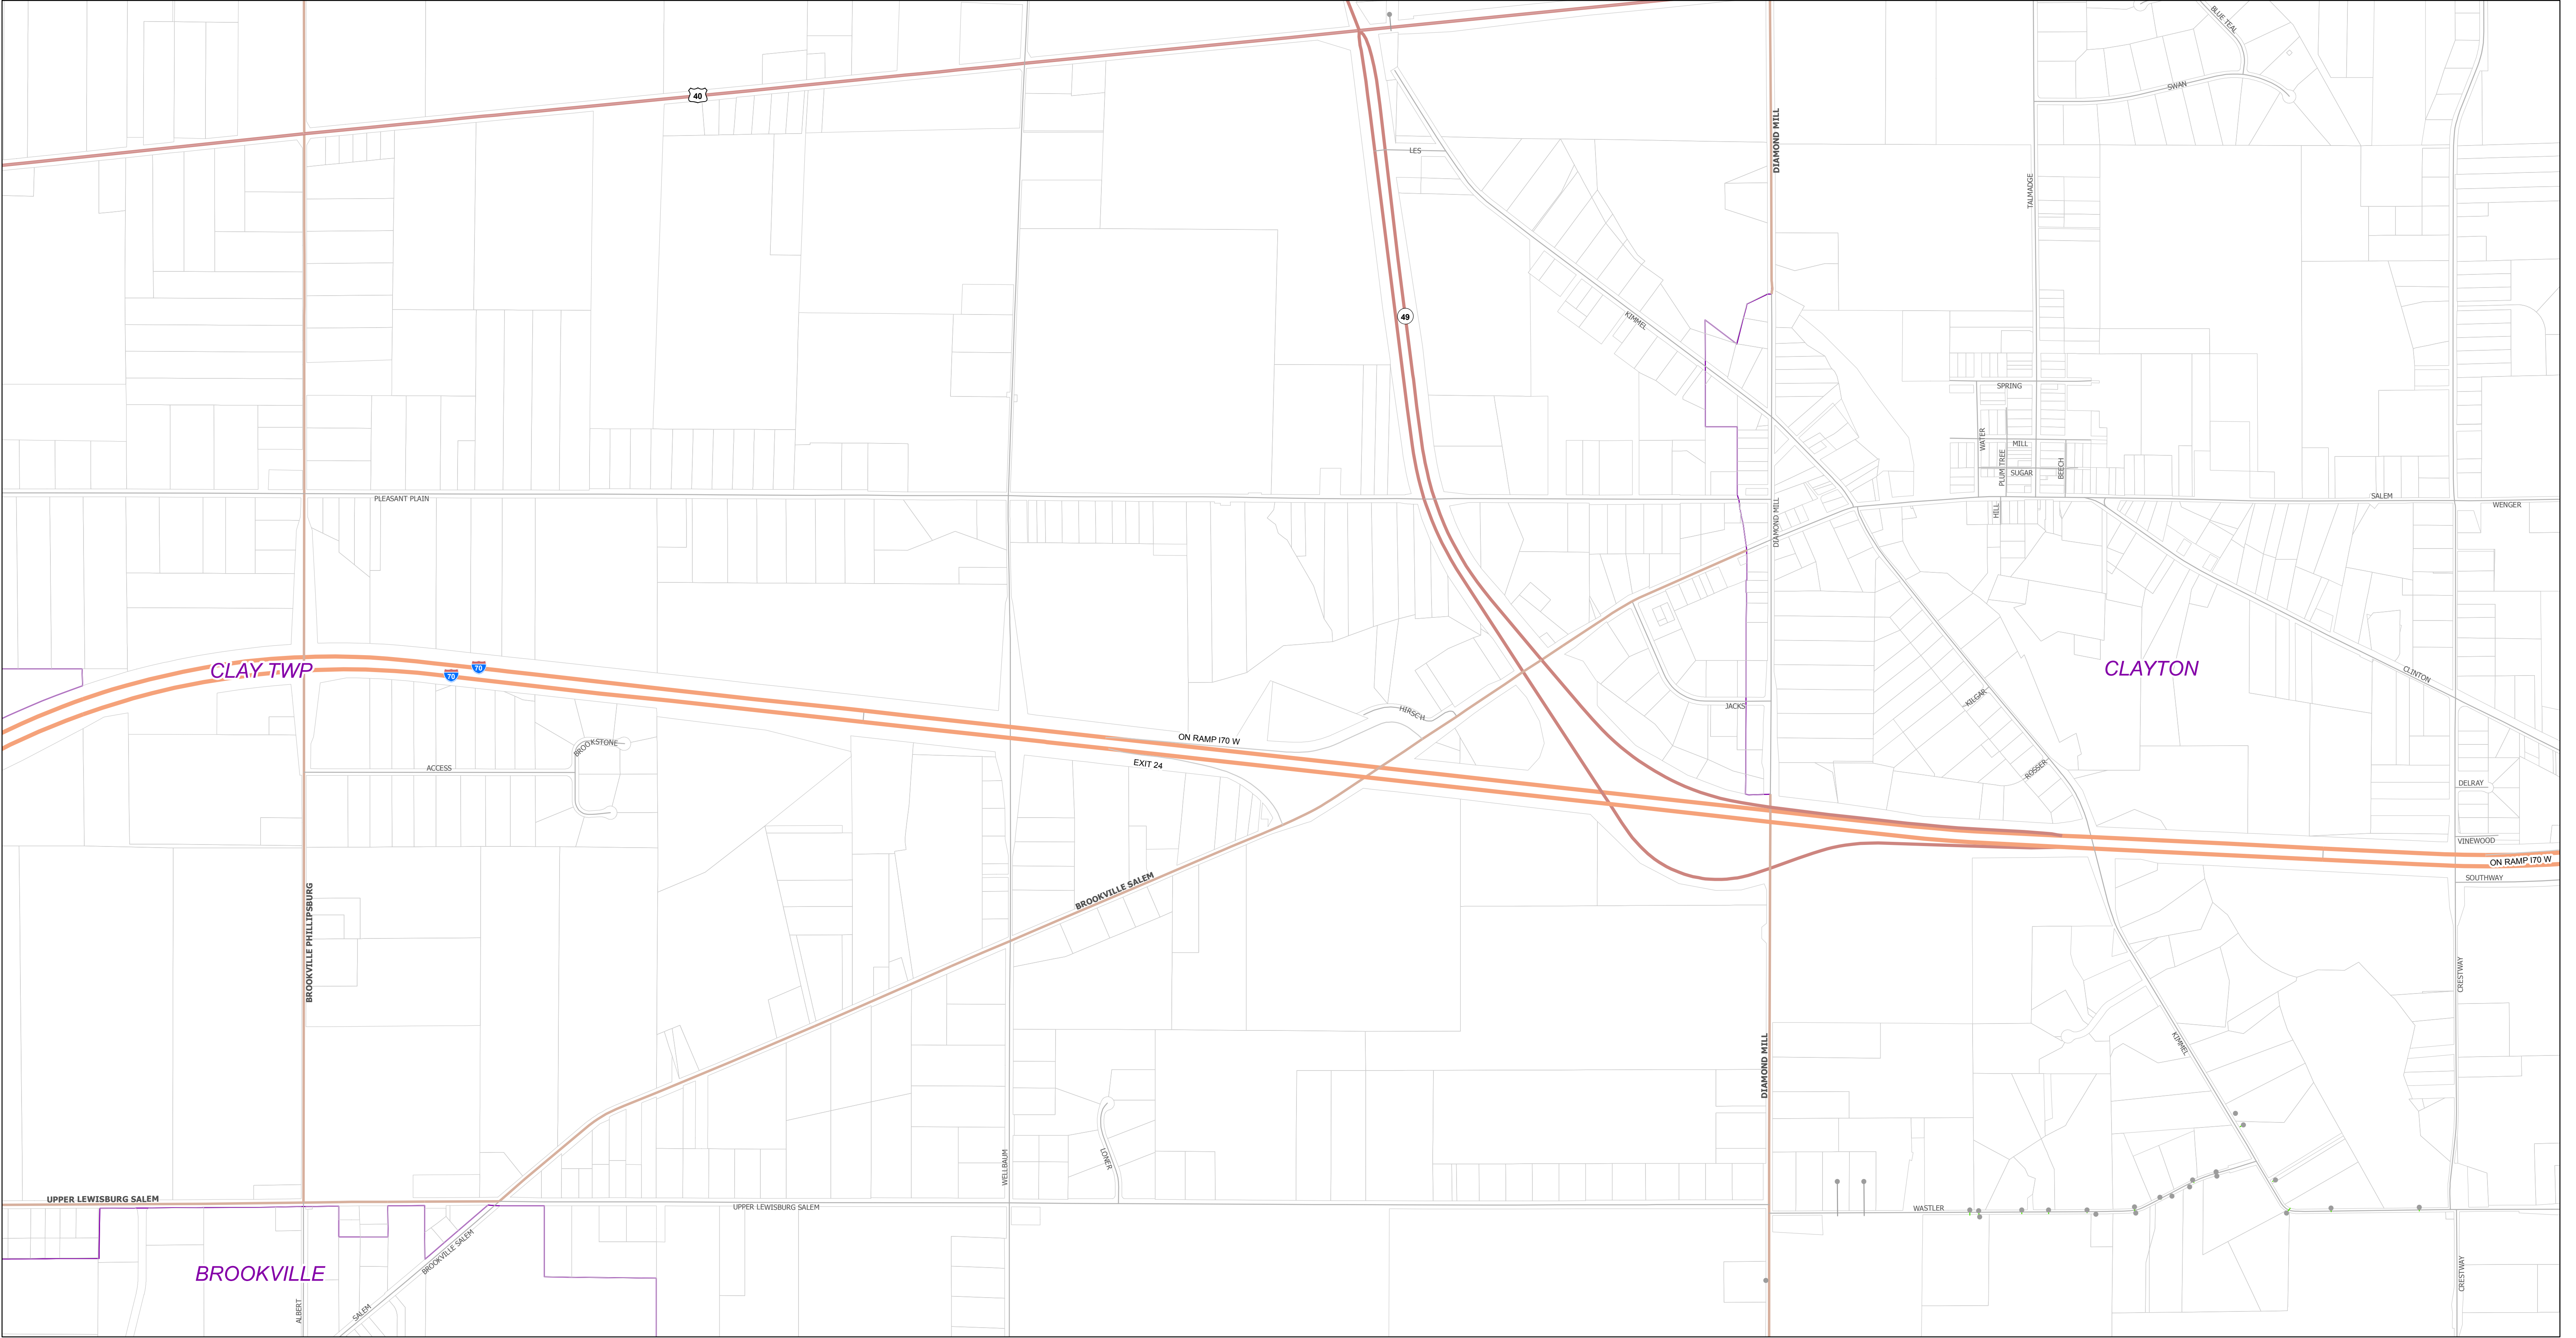 BLUE TEAL
SWAN
40
DIAMOND MILL
LES
TALMADGE
49
KIMMEL
SPRING
WATER
MILL
PLUM TREE
SUGAR
BEECH
PLEASANT PLAIN
SALEM
WENGER
HILL
DIAMOND MILL
CLAY TWP
70
70
CLAYTON
CLINTON
KILGAR
JACKS
HIRSCH
ON RAMP I70 W
BROOKSTONE
EXIT 24
ACCESS
ROSSER
DELRAY
VINEWOOD
ON RAMP I70 W
SOUTHWAY
BROOKVILLE SALEM
BROOKVILLE PHILLIPSBURG
CRESTWAY
KIMMEL
DIAMOND MILL
LONER
WELLBAUM
UPPER LEWISBURG SALEM
UPPER LEWISBURG SALEM
WASTLER
BROOKVILLE SALEM
BROOKVILLE
CRESTWAY
ALBERT
SALEM